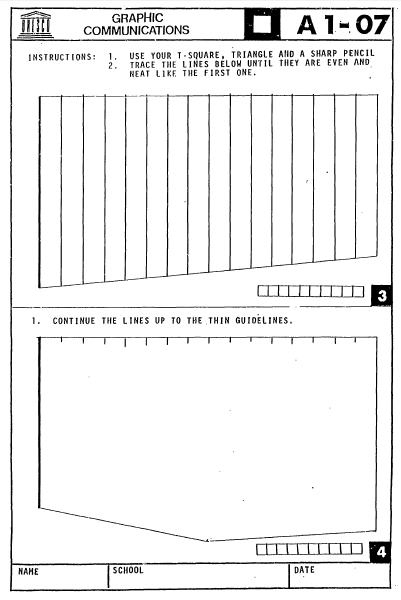 GRAPHIC
COMMUNICATIONS
A1-07
INSTRUCTIONS: 1. USE YOUR T-SQUARE, TRIANGLE AND A SHARP PENCIL
2. TRACE THE LINES BELOW UNTIL THEY ARE EVEN AND
NEAT LIKE THE FIRST ONE.
3
1. CONTINUE THE LINES UP TO THE THIN GUIDELINES.
4
NAME SCHOOL DATE